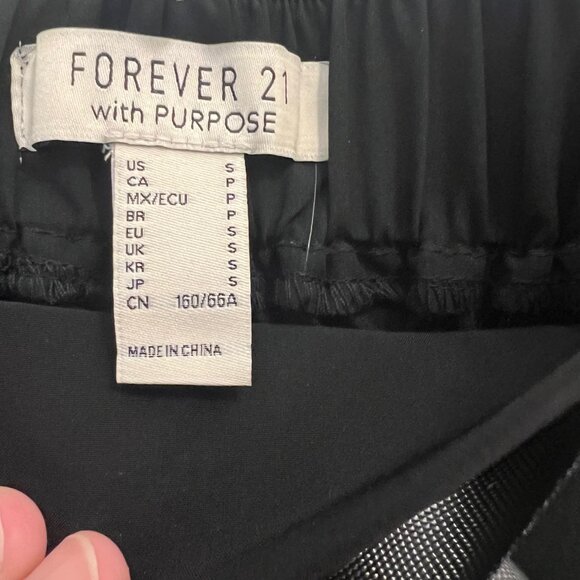 FOREVER 21
with PURPOSE
US S
CA P
MX/ECU P
BR P
EU S
UK S
KR S
JP S
CN 160/66A
MADE IN CHINA